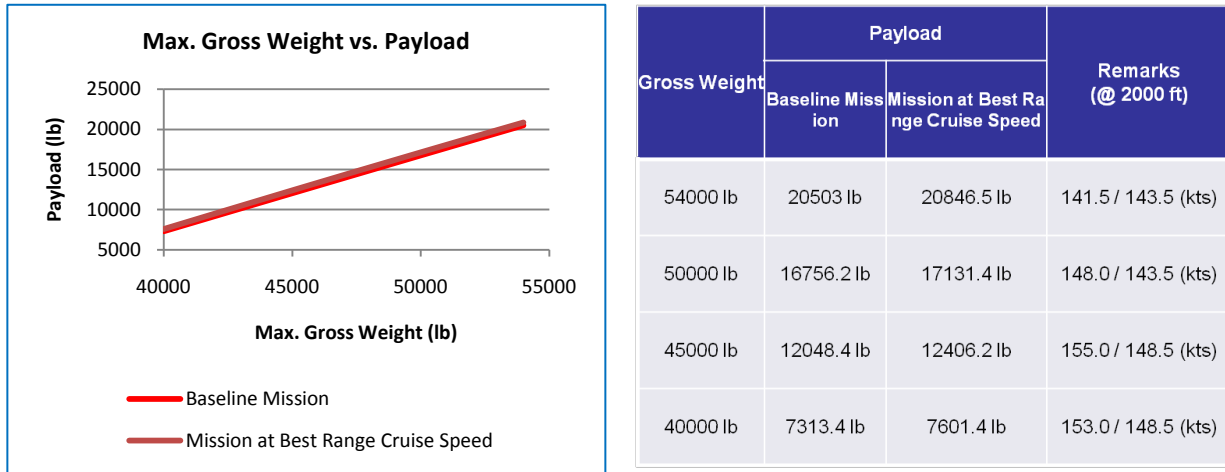 Max. Gross Weight vs. Payload
25000
20000
15000
10000
5000
Payload (lb)
40000 45000 50000 55000
Max. Gross Weight (lb)
Baseline Mission
Mission at Best Range Cruise Speed
Gross Weight
Payload
Baseline Miss
ion
Mission at Best Ra
nge Cruise Speed
Remarks
(@ 2000 ft)
54000 lb 20503 lb 20846.5 lb 141.5 / 143.5 (kts)
50000 lb 16756.2 lb 17131.4 lb 148.0 / 143.5 (kts)
45000 lb 12048.4 lb 12406.2 lb 155.0 / 148.5 (kts)
40000 lb 7313.4 lb 7601.4 lb 153.0 / 148.5 (kts)